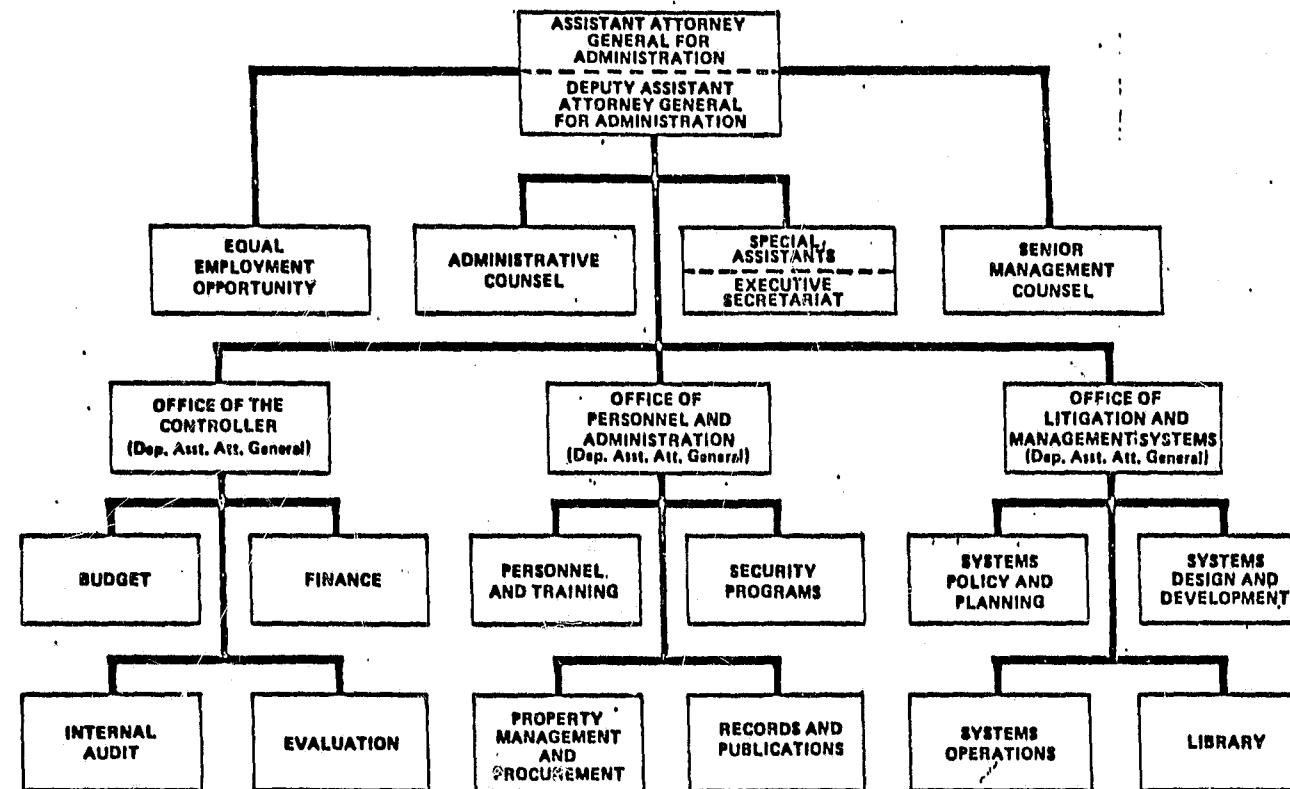 ASSISTANT ATTORNEY
GENERAL FOR
ADMINISTRATION
DEPUTY ASSISTANT
ATTORNEY GENERAL
FOR ADMINISTRATION
EQUAL
EMPLOYMENT
OPPORTUNITY
ADMINISTRATIVE
COUNSEL
SPECIAL
ASSISTANTS
EXECUTIVE
SECRETARIAT
SENIOR
MANAGEMENT
COUNSEL
OFFICE OF THE
CONTROLLER
(Dep. Asst. Att. General)
OFFICE OF
PERSONNEL AND
ADMINISTRATION
(Dep. Asst. Att. General)
OFFICE OF
LITIGATION AND
MANAGEMENT SYSTEMS
(Dep. Asst. Att. General)
BUDGET
FINANCE
PERSONNEL
AND TRAINING
SECURITY
PROGRAMS
SYSTEMS
POLICY AND
PLANNING
SYSTEMS
DESIGN AND
DEVELOPMENT
INTERNAL
AUDIT
EVALUATION
PROPERTY
MANAGEMENT
AND
PROCUREMENT
RECORDS AND
PUBLICATIONS
SYSTEMS
OPERATIONS
LIBRARY